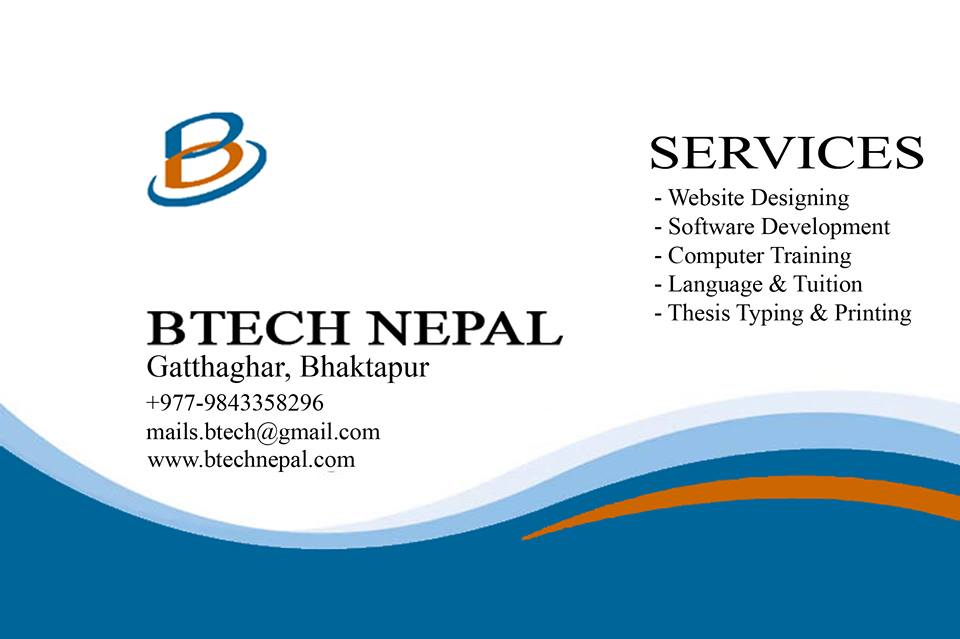 B
BTECH NEPAL
Gatthaghar, Bhaktapur
+977-9843358296
mails.btech@gmail.com
www.btechnepal.com
SERVICES
- Website Designing
- Software Development
- Computer Training
- Language & Tuition
- Thesis Typing & Printing